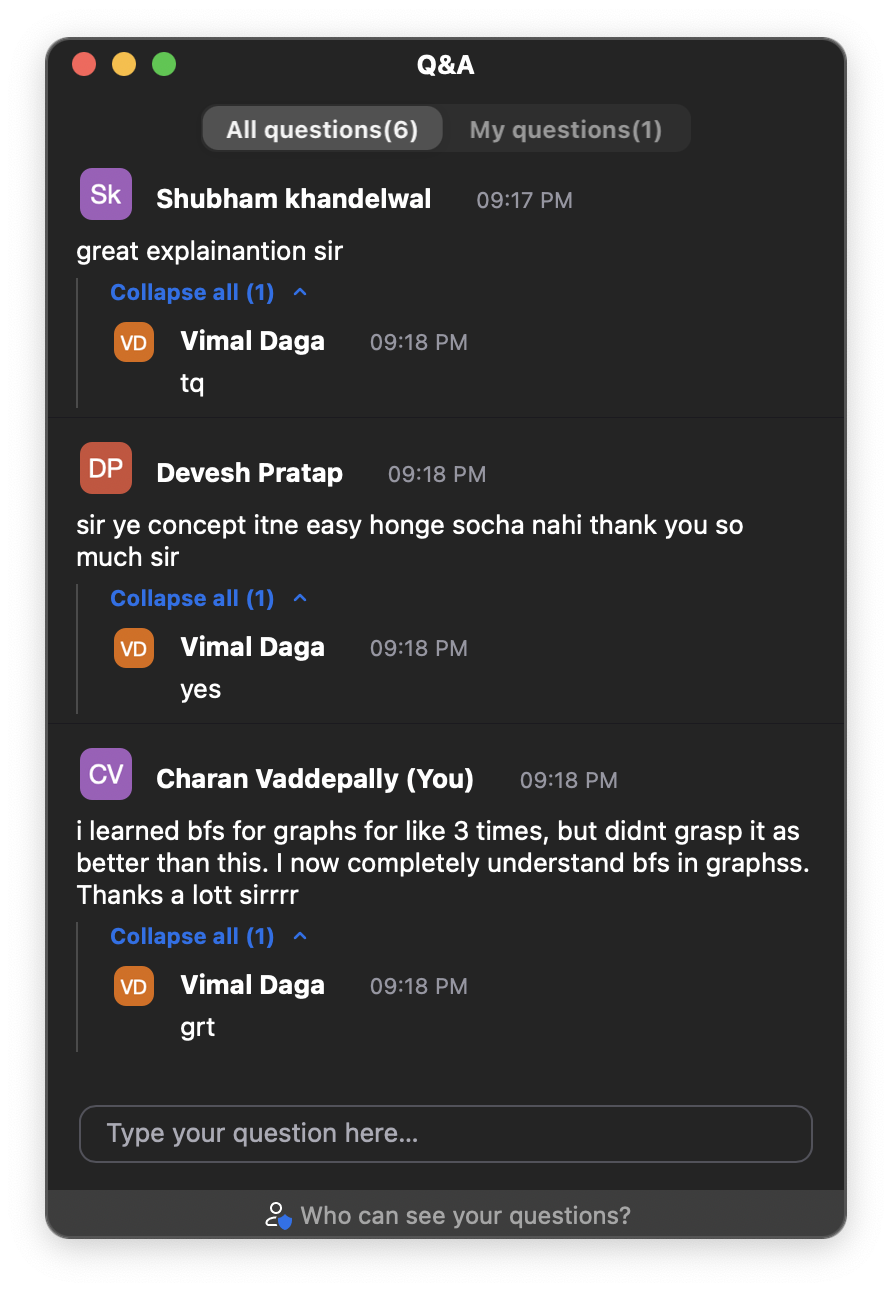 Q&A
All questions(6) My questions(1)
Sk Shubham khandelwal 09:17 PM
great explainantion sir
Collapse all (1)
VD Vimal Daga 09:18 PM
tq
DP Devesh Pratap 09:18 PM
sir ye concept itne easy honge socha nahi thank you so
much sir
Collapse all (1)
VD Vimal Daga 09:18 PM
yes
CV Charan Vaddepally (You) 09:18 PM
i learned bfs for graphs for like 3 times, but didnt grasp it as
better than this. I now completely understand bfs in graphss.
Thanks a lott sirrrr
Collapse all (1)
VD Vimal Daga 09:18 PM
grt
Type your question here...
Who can see your questions?